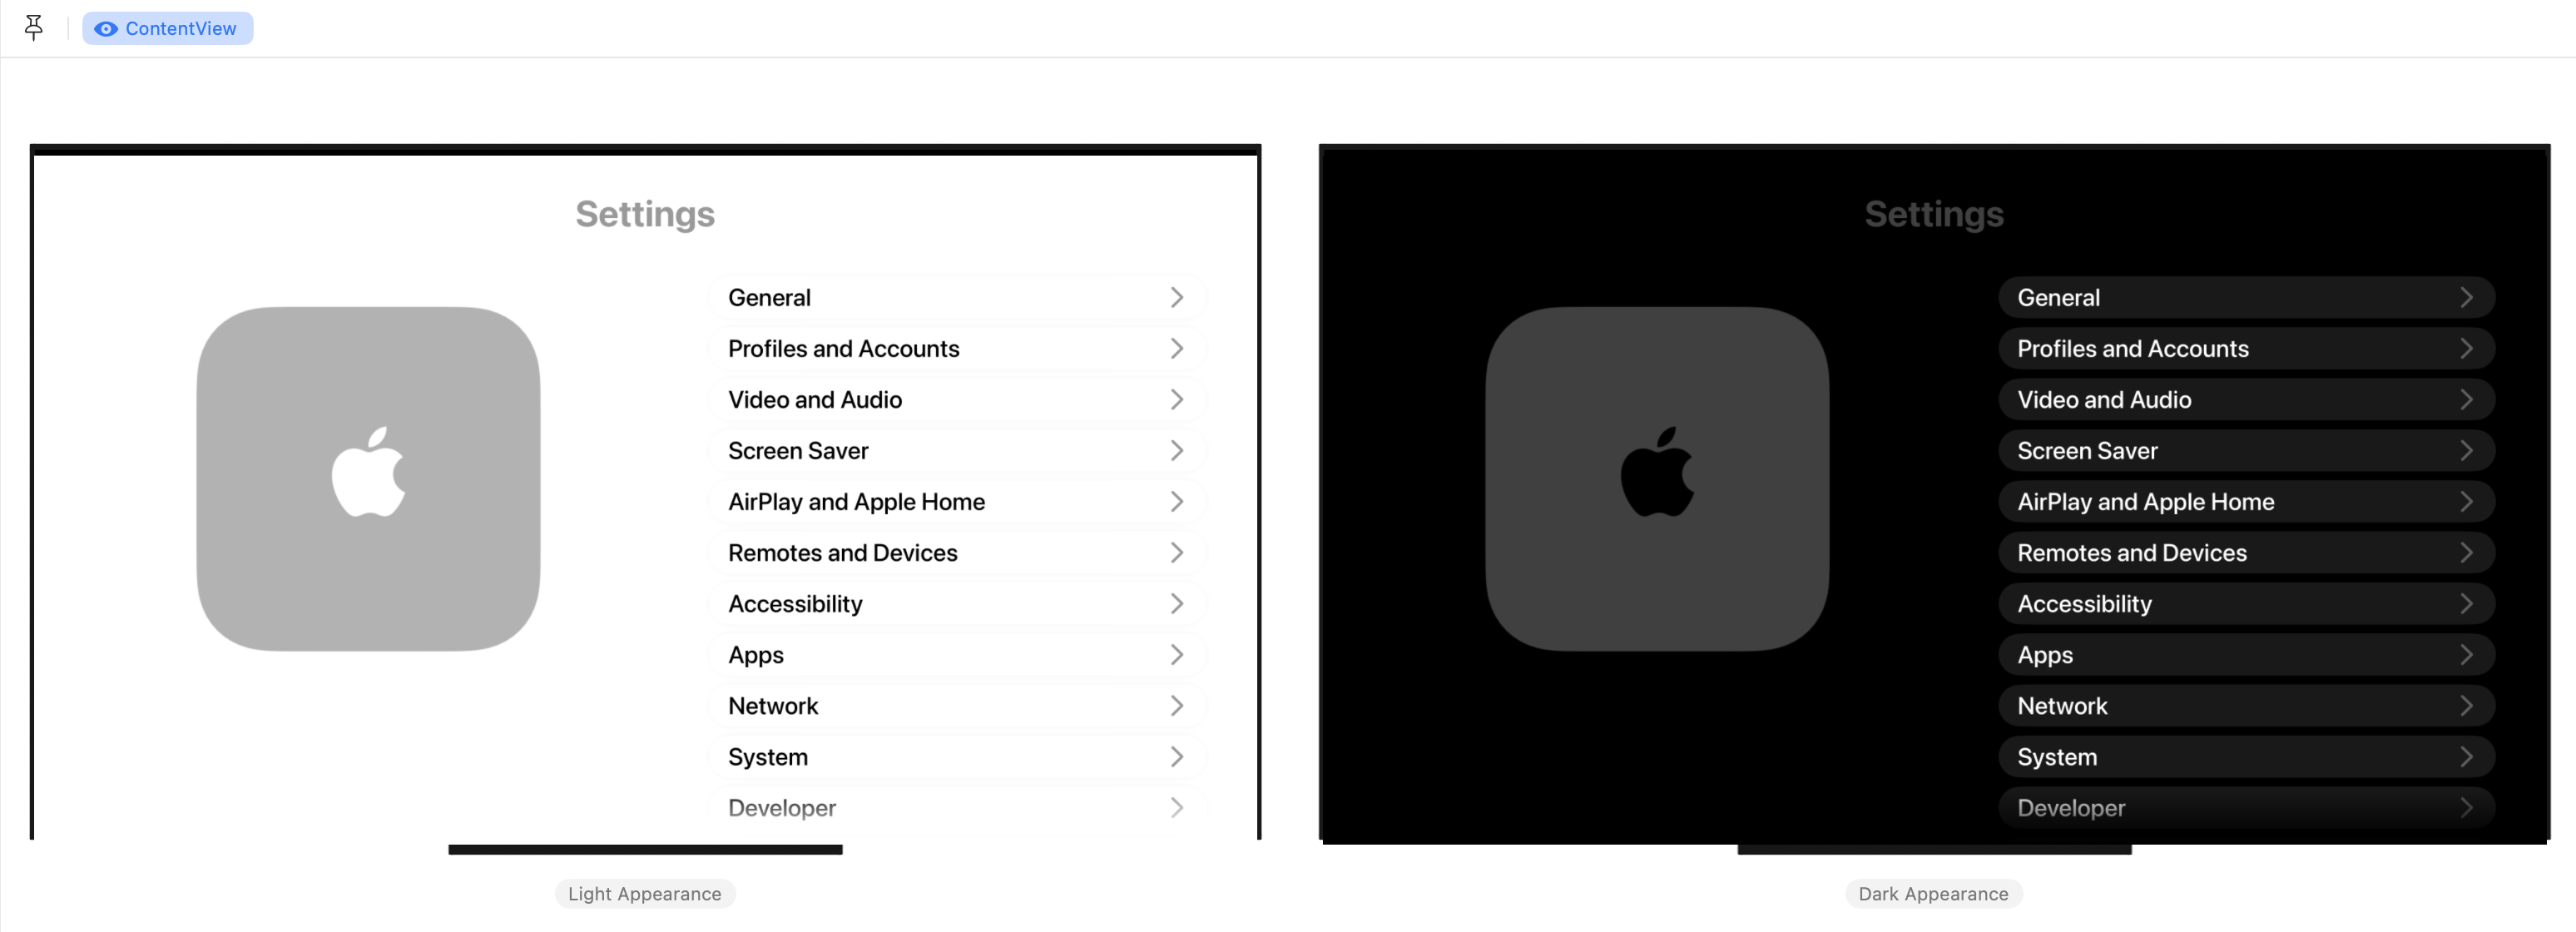 ContentView
Settings
General
Profiles and Accounts
Video and Audio
Screen Saver
AirPlay and Apple Home
Remotes and Devices
Accessibility
Apps
Network
System
Developer
Light Appearance
Settings
General
Profiles and Accounts
Video and Audio
Screen Saver
AirPlay and Apple Home
Remotes and Devices
Accessibility
Apps
Network
System
Developer
Dark Appearance